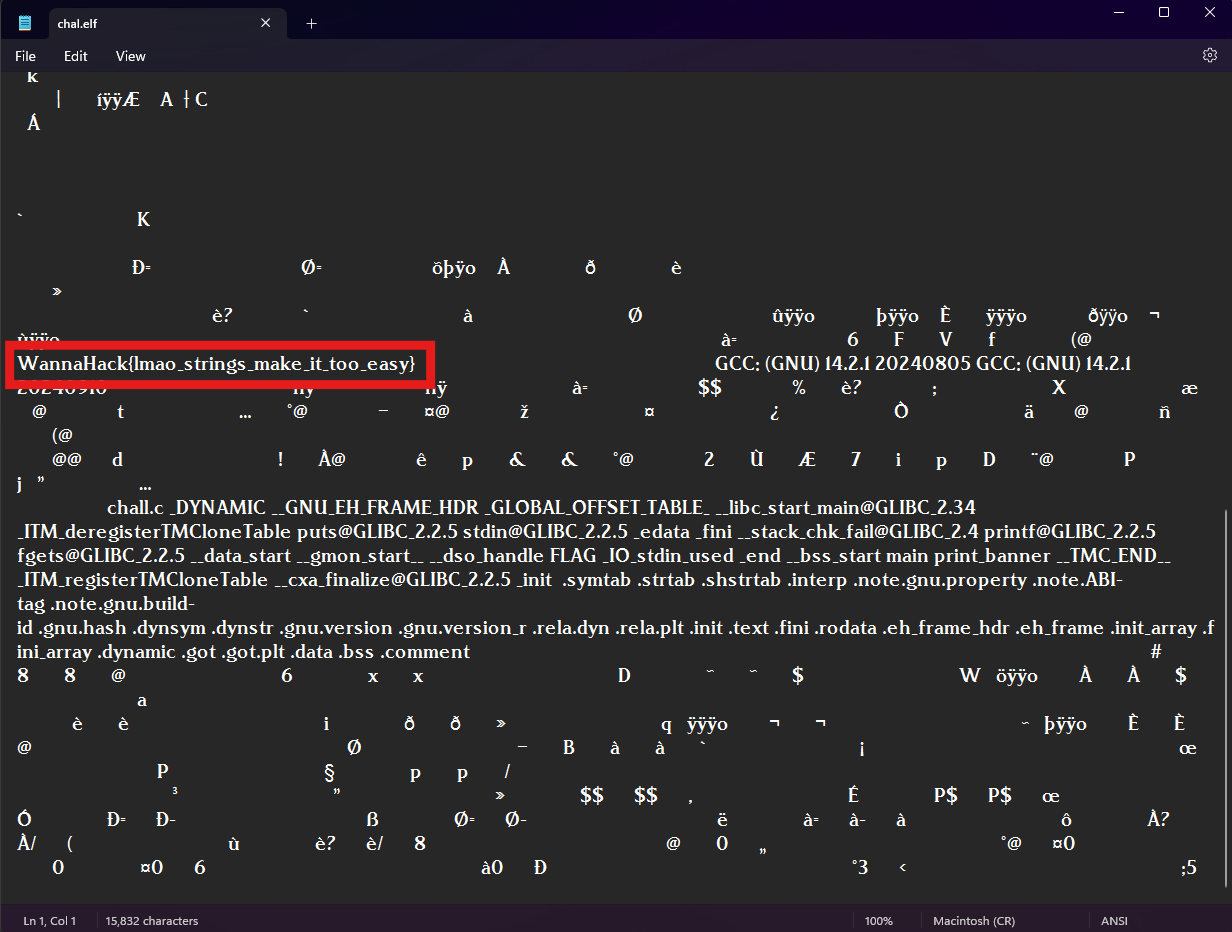 chal.elf
File Edit View
k
| íÿÿÆ A ┼ C
Á
` K
Ð= Ø= õþÿo À ð è
»
è? ` à Ø ûÿÿo þÿÿo È ÿÿÿo ðÿÿo ¬
à= 6 F V f (@
WannaHack{lmao_strings_make_it_too_easy} GCC: (GNU) 14.2.1 20240805 GCC: (GNU) 14.2.1
20240910 à= $$ % è? ; X æ
@ t … °@ – ¤@ ž ¤ ¿ Ò ä @ ñ
(@
@@ d ! À@ ê p & & °@ 2 Ù Æ 7 i p D ¨@ P
j ” …
chall.c _DYNAMIC __GNU_EH_FRAME_HDR _GLOBAL_OFFSET_TABLE_ __libc_start_main@GLIBC_2.34
_ITM_deregisterTMCloneTable puts@GLIBC_2.2.5 stdin@GLIBC_2.2.5 _edata _fini __stack_chk_fail@GLIBC_2.4 printf@GLIBC_2.2.5
fgets@GLIBC_2.2.5 __data_start __gmon_start__ __dso_handle FLAG _IO_stdin_used _end __bss_start main print_banner __TMC_END__
_ITM_registerTMCloneTable __cxa_finalize@GLIBC_2.2.5 _init .symtab .strtab .shstrtab .interp .note.gnu.property .note.ABI-
tag .note.gnu.build-
id .gnu.hash .dynsym .dynstr .gnu.version .gnu.version_r .rela.dyn .rela.plt .init .text .fini .rodata .eh_frame_hdr .eh_frame .init_array .f
ini_array .dynamic .got .got.plt .data .bss .comment #
8 8 @ 6 x x D ˜ ˜ $ W öÿÿo À À $
a
è è i ð ð » q ÿÿÿo ¬ ¬ ˜ þÿÿo È È
@ Ø – B à à ` ¡ œ
P § p p /
³ ” » $$ $$ , É P$ P$ œ
Ó Ð= Ð- ß Ø= Ø- ë à= à- à ô À?
À/ ( ù è? è/ 8 @ 0 „ °@ ¤0
0 ¤0 6 à0 Ð °3 < ;5
Ln 1, Col 1 15,832 characters 100% Macintosh (CR) ANSI